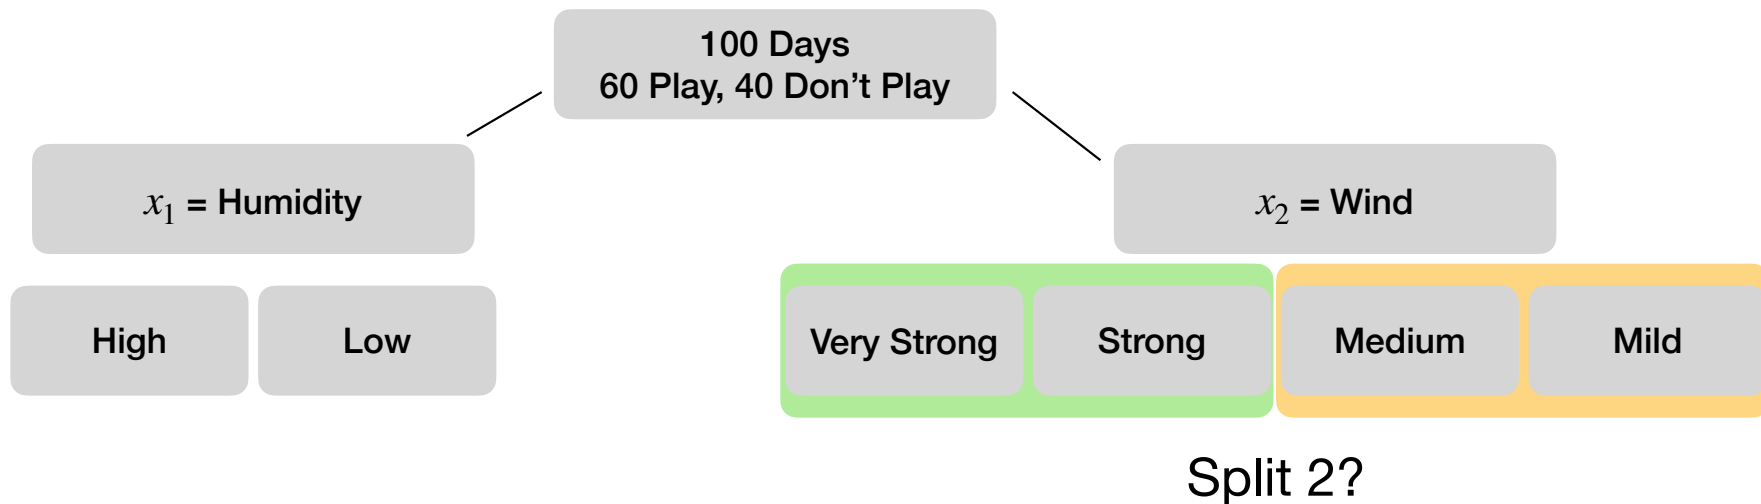 100 Days
60 Play, 40 Don’t Play
x₁ = Humidity
x₂ = Wind
High
Low
Very Strong
Strong
Medium
Mild
Split 2?